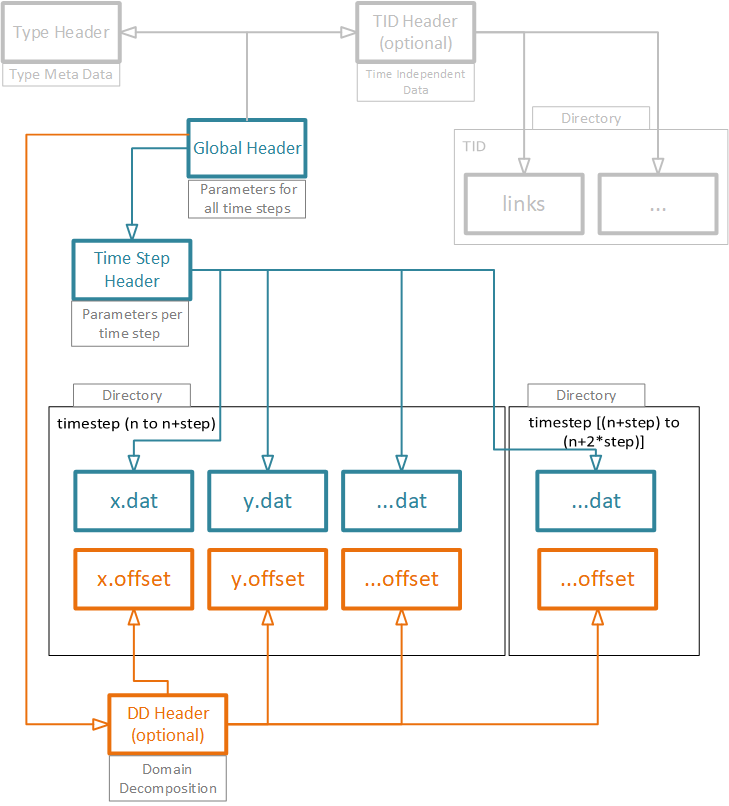 Type Header
Type Meta Data
TID Header
(optional)
Time Independent
Data
Directory
TID
links
...
Global Header
Parameters for
all time steps
Time Step
Header
Parameters per
time step
Directory
timestep (n to n+step)
x.dat
y.dat
...dat
x.offset
y.offset
...offset
Directory
timestep [(n+step) to
(n+2*step)]
...dat
...offset
DD Header
(optional)
Domain
Decomposition